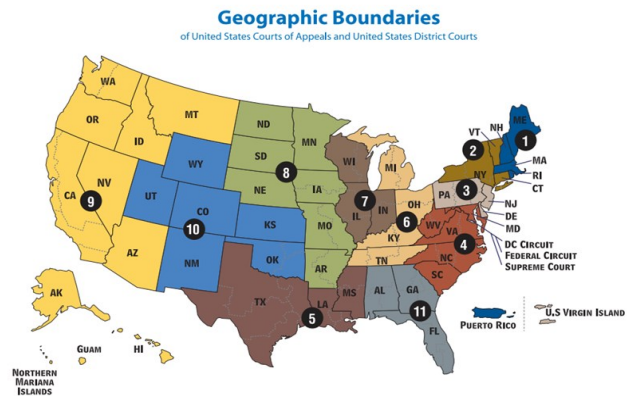 Geographic Boundaries
of United States Courts of Appeals and United States District Courts
WA
OR
ID
MT
NV
CA
9
AZ
AK
HI
GUAM
NORTHERN
MARIANA
ISLANDS
WY
UT
CO
10
KS
NM
OK
ND
SD
NE
MN
8
IA
MO
AR
TX
LA
MS
5
WI
IL
7
IN
MI
OH
6
KY
TN
AL
GA
11
FL
PA
3
NJ
DE
MD
WV
VA
4
NC
SC
VT
2
NY
CT
NH
ME
1
MA
RI
DC CIRCUIT
FEDERAL CIRCUIT
SUPREME COURT
PUERTO RICO
U.S VIRGIN ISLAND